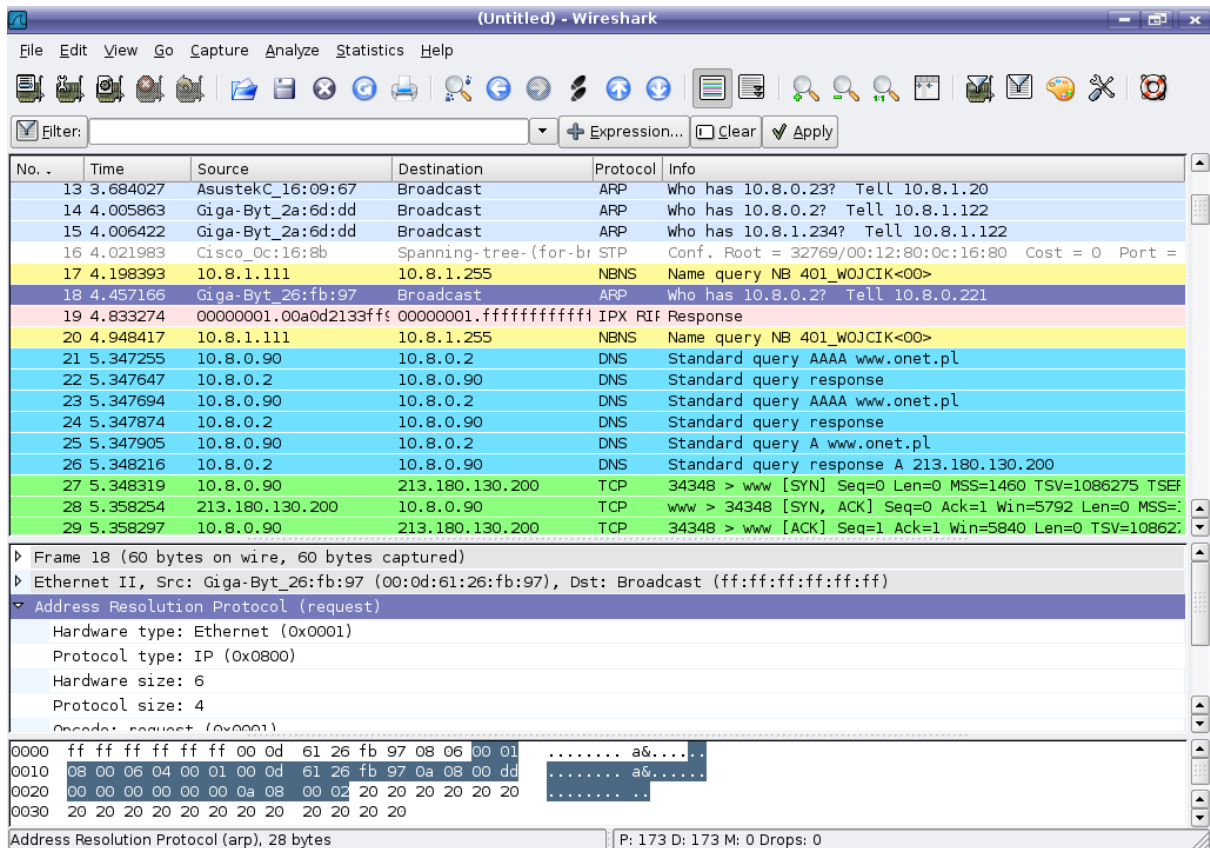 (Untitled) - Wireshark
File Edit View Go Capture Analyze Statistics Help
Filter: Expression... Clear Apply
No. . Time Source Destination Protocol Info
13 3.684027 AsustekC_16:09:67 Broadcast ARP Who has 10.8.0.23? Tell 10.8.1.20
14 4.005863 Giga-Byt_2a:6d:dd Broadcast ARP Who has 10.8.0.2? Tell 10.8.1.122
15 4.006422 Giga-Byt_2a:6d:dd Broadcast ARP Who has 10.8.1.234? Tell 10.8.1.122
16 4.021983 Cisco_0c:16:8b Spanning-tree-(for-br STP Conf. Root = 32769/00:12:80:0c:16:80 Cost = 0 Port =
17 4.198393 10.8.1.111 10.8.1.255 NBNS Name query NB 401_WOJCIK<00>
18 4.457166 Giga-Byt_26:fb:97 Broadcast ARP Who has 10.8.0.2? Tell 10.8.0.221
19 4.833274 00000001.00a0d2133ff 00000001.ffffffffffff IPX RIF Response
20 4.948417 10.8.1.111 10.8.1.255 NBNS Name query NB 401_WOJCIK<00>
21 5.347255 10.8.0.90 10.8.0.2 DNS Standard query AAAA www.onet.pl
22 5.347647 10.8.0.2 10.8.0.90 DNS Standard query response
23 5.347694 10.8.0.90 10.8.0.2 DNS Standard query AAAA www.onet.pl
24 5.347874 10.8.0.2 10.8.0.90 DNS Standard query response
25 5.347905 10.8.0.90 10.8.0.2 DNS Standard query A www.onet.pl
26 5.348216 10.8.0.2 10.8.0.90 DNS Standard query response A 213.180.130.200
27 5.348319 10.8.0.90 213.180.130.200 TCP 34348 > www [SYN] Seq=0 Len=0 MSS=1460 TSV=1086275 TSEF
28 5.358254 213.180.130.200 10.8.0.90 TCP www > 34348 [SYN, ACK] Seq=0 Ack=1 Win=5792 Len=0 MSS=
29 5.358297 10.8.0.90 213.180.130.200 TCP 34348 > www [ACK] Seq=1 Ack=1 Win=5840 Len=0 TSV=108627
Frame 18 (60 bytes on wire, 60 bytes captured)
Ethernet II, Src: Giga-Byt_26:fb:97 (00:0d:61:26:fb:97), Dst: Broadcast (ff:ff:ff:ff:ff:ff)
Address Resolution Protocol (request)
Hardware type: Ethernet (0x0001)
Protocol type: IP (0x0800)
Hardware size: 6
Protocol size: 4
Opcode: request (0x0001)
0000 ff ff ff ff ff ff 00 0d 61 26 fb 97 08 06 00 01 ........ a&......
0010 08 00 06 04 00 01 00 0d 61 26 fb 97 0a 08 00 dd ........ a&......
0020 00 00 00 00 00 00 0a 08 00 02 20 20 20 20 20 20 ........ ..
0030 20 20 20 20 20 20 20 20 20 20 20 20
Address Resolution Protocol (arp), 28 bytes P: 173 D: 173 M: 0 Drops: 0